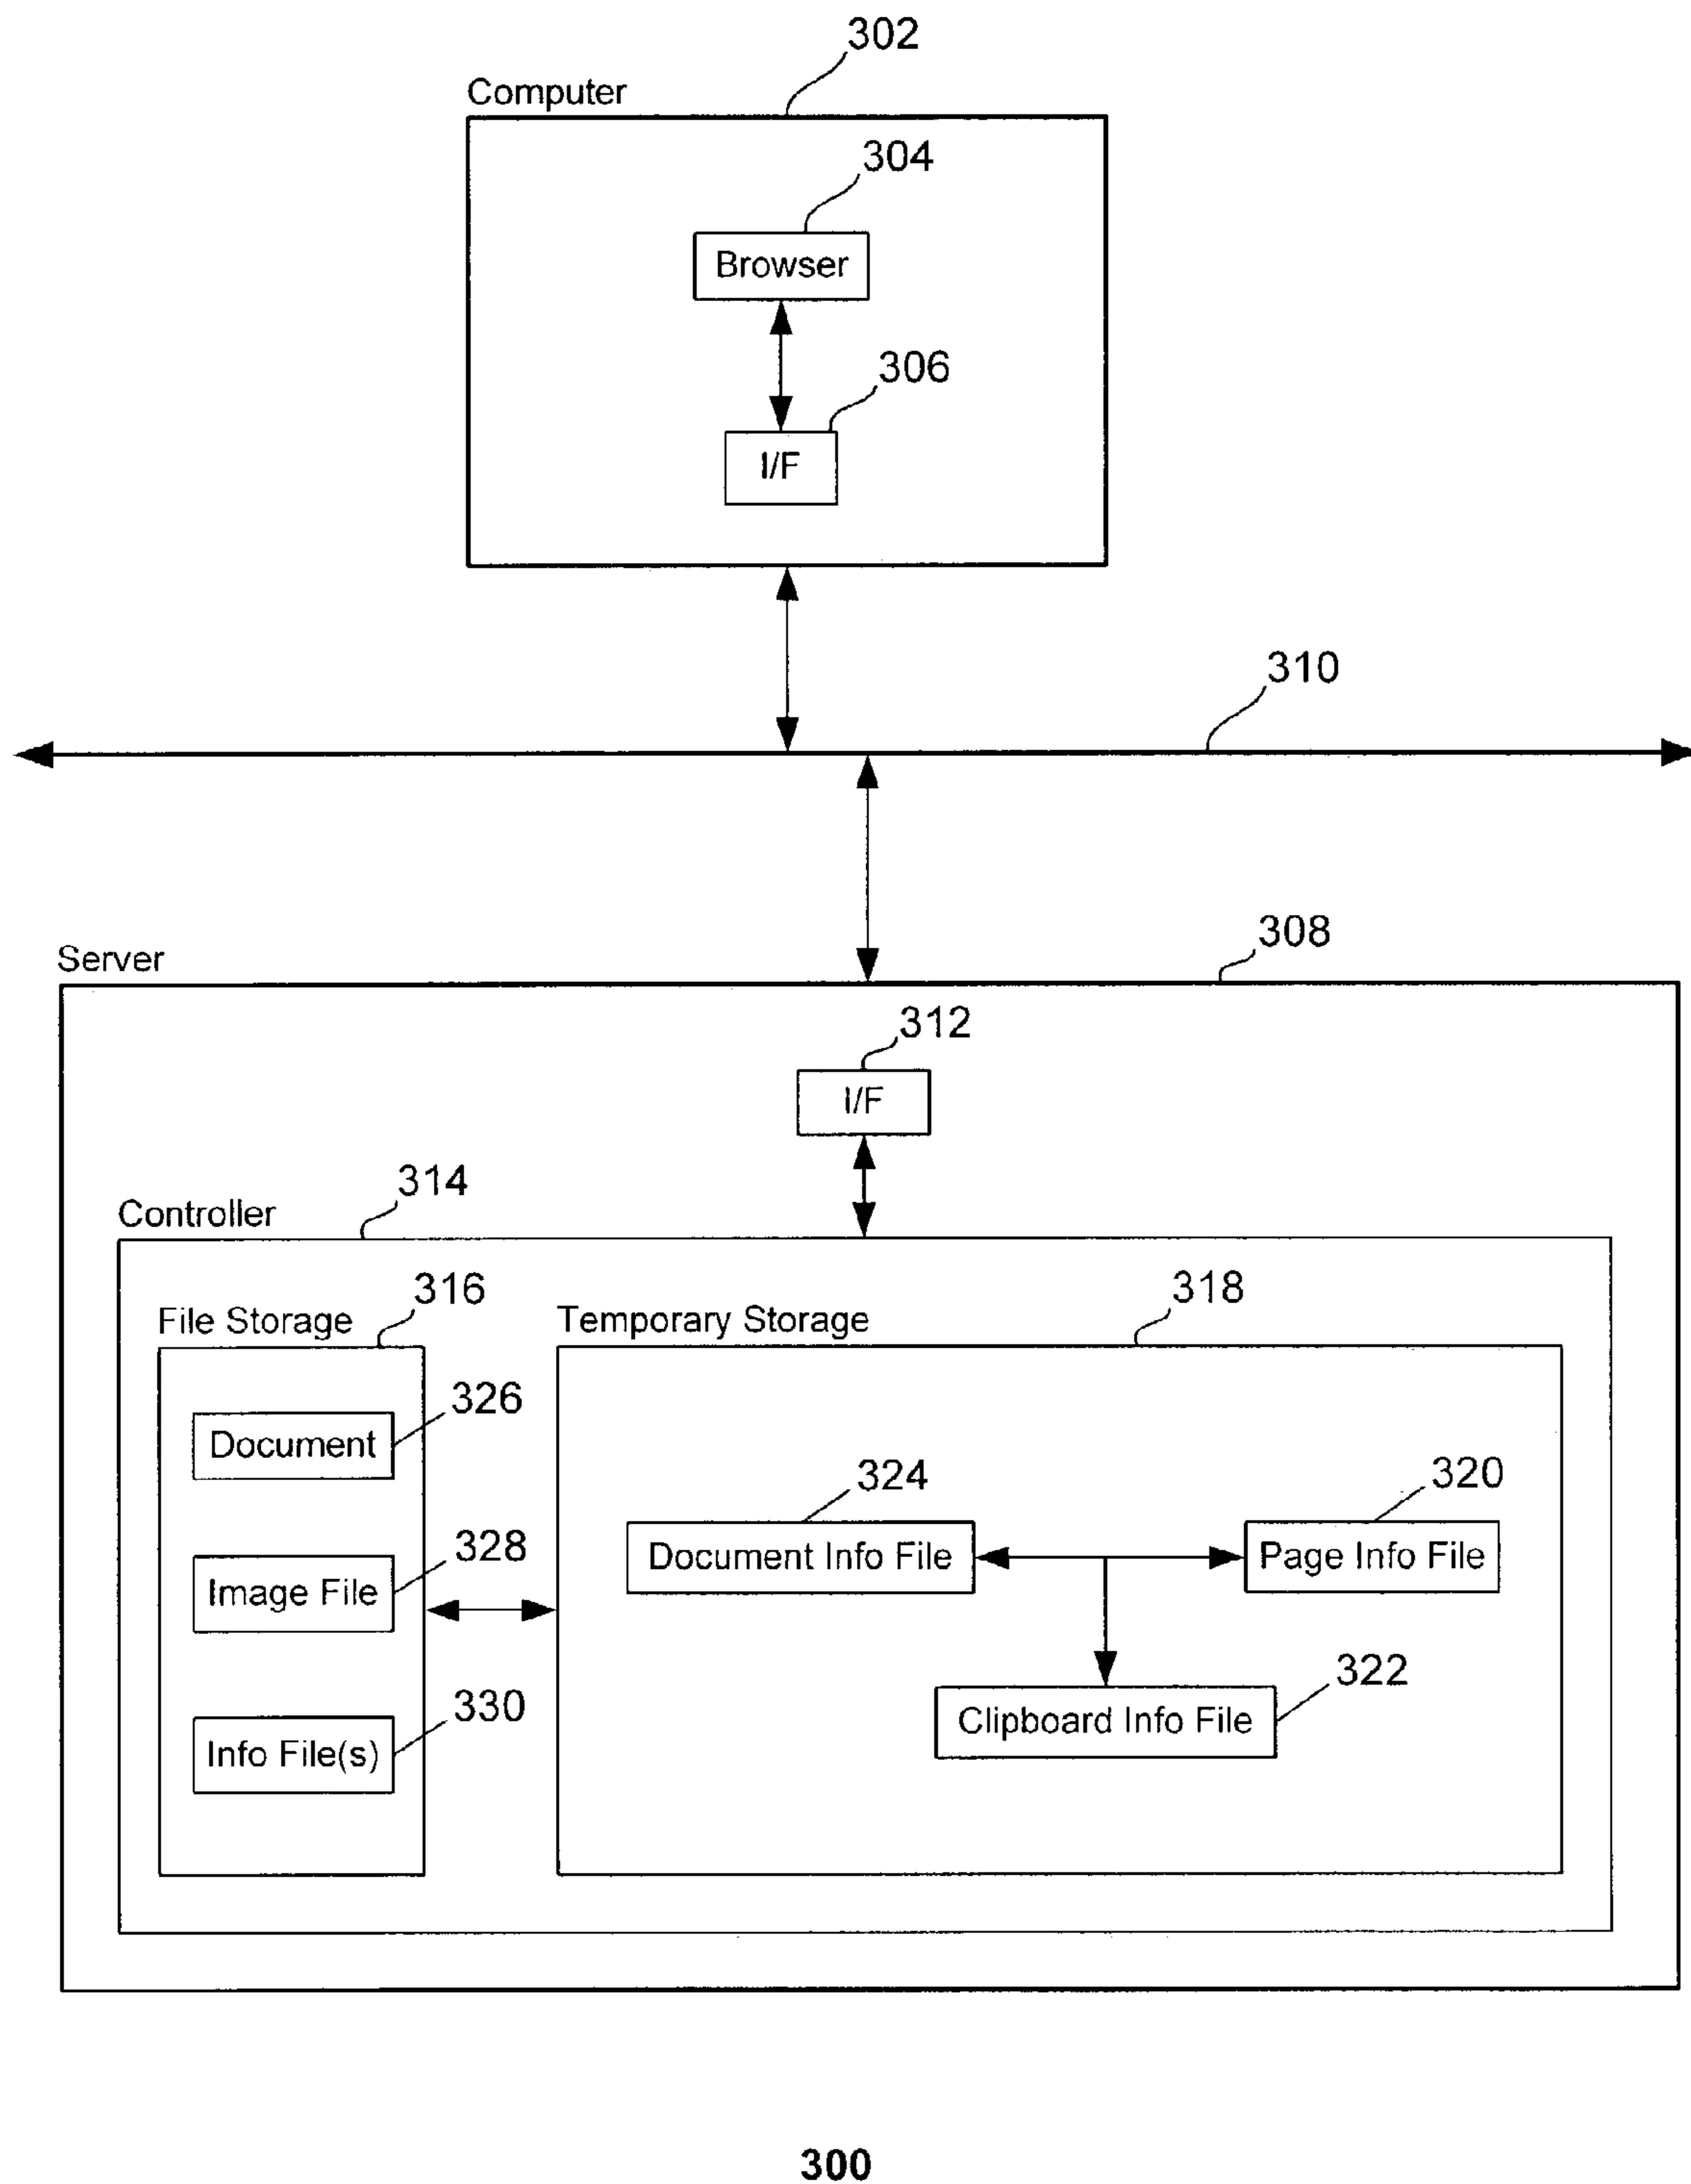 302
Computer
304
Browser
306
I/F
310
308
Server
312
I/F
314
Controller
316
File Storage
318
Temporary Storage
326
Document
324
Document Info File
320
Page Info File
328
Image File
322
Clipboard Info File
330
Info File(s)
300